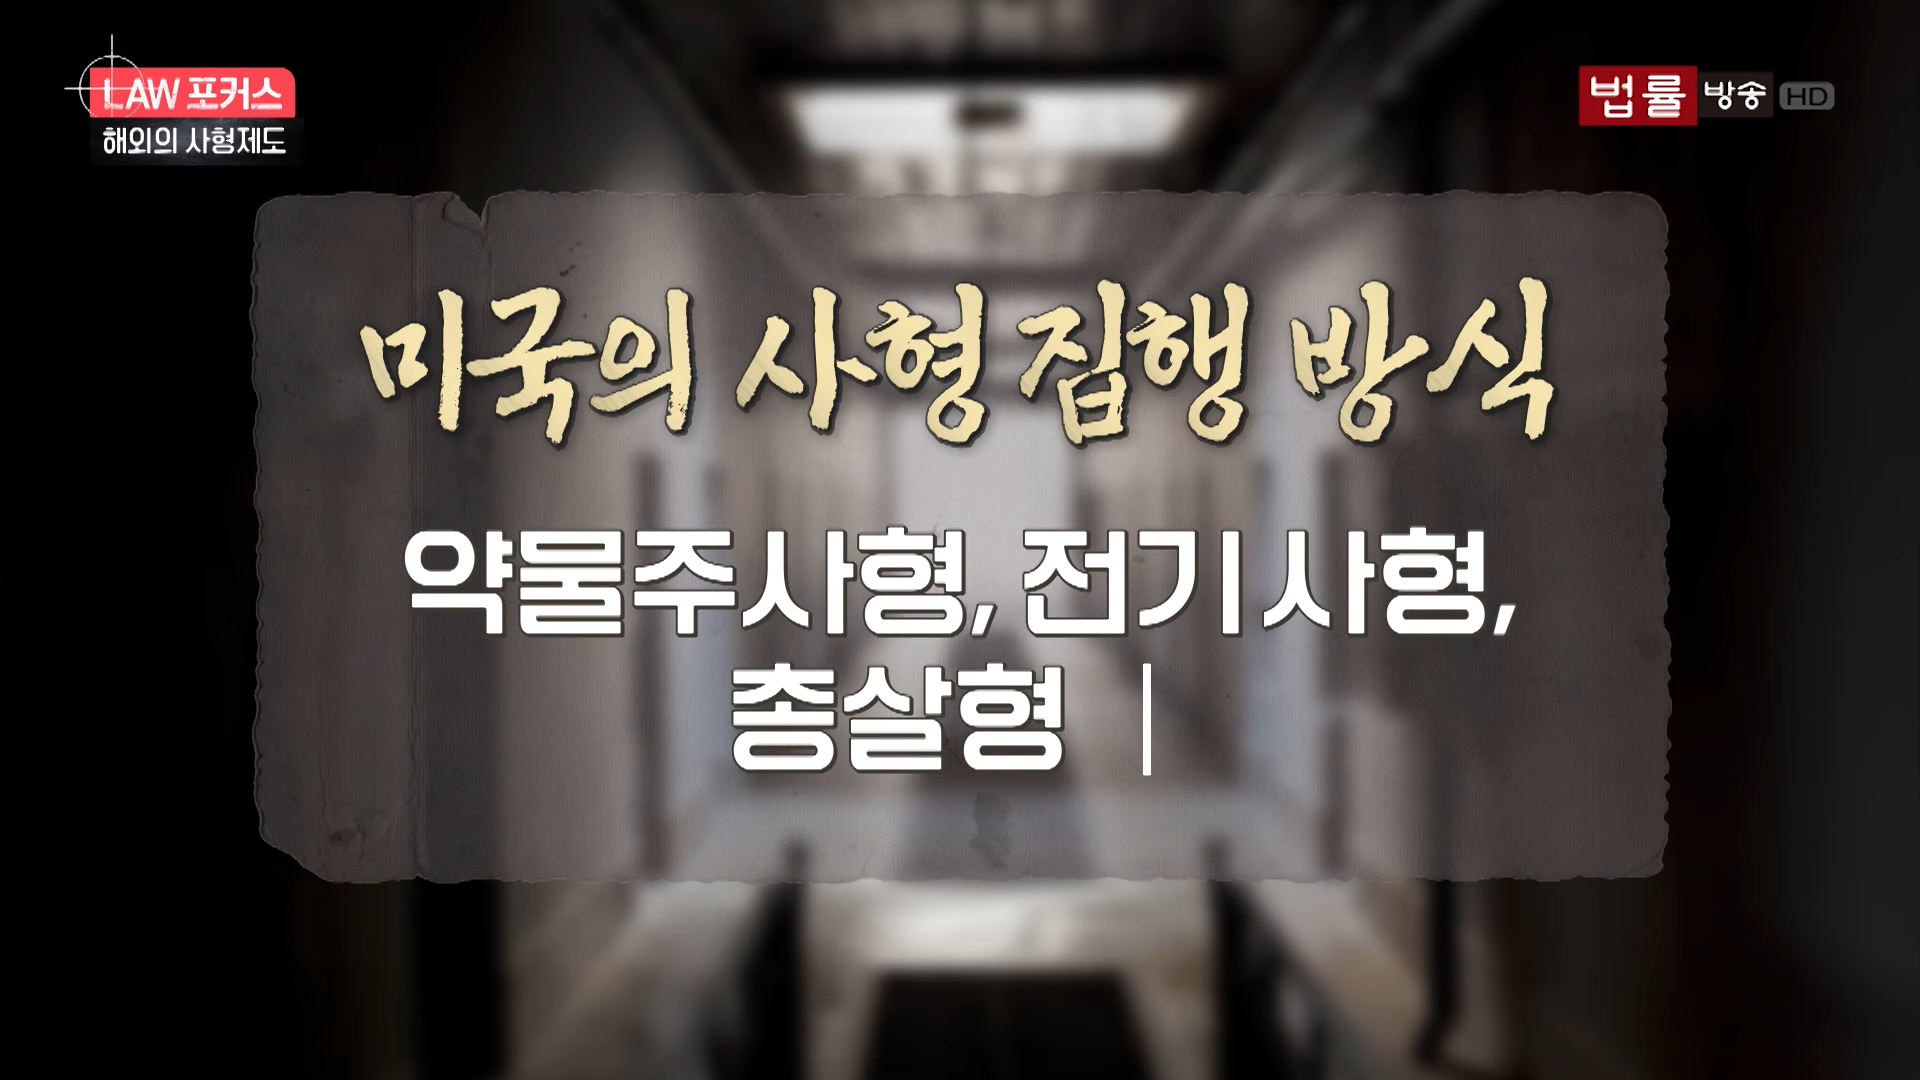 LAW 포커스
해외의 사형제도
법률방송 HD
미국의 사형 집행 방식
약물주사형, 전기 사형,
총살형